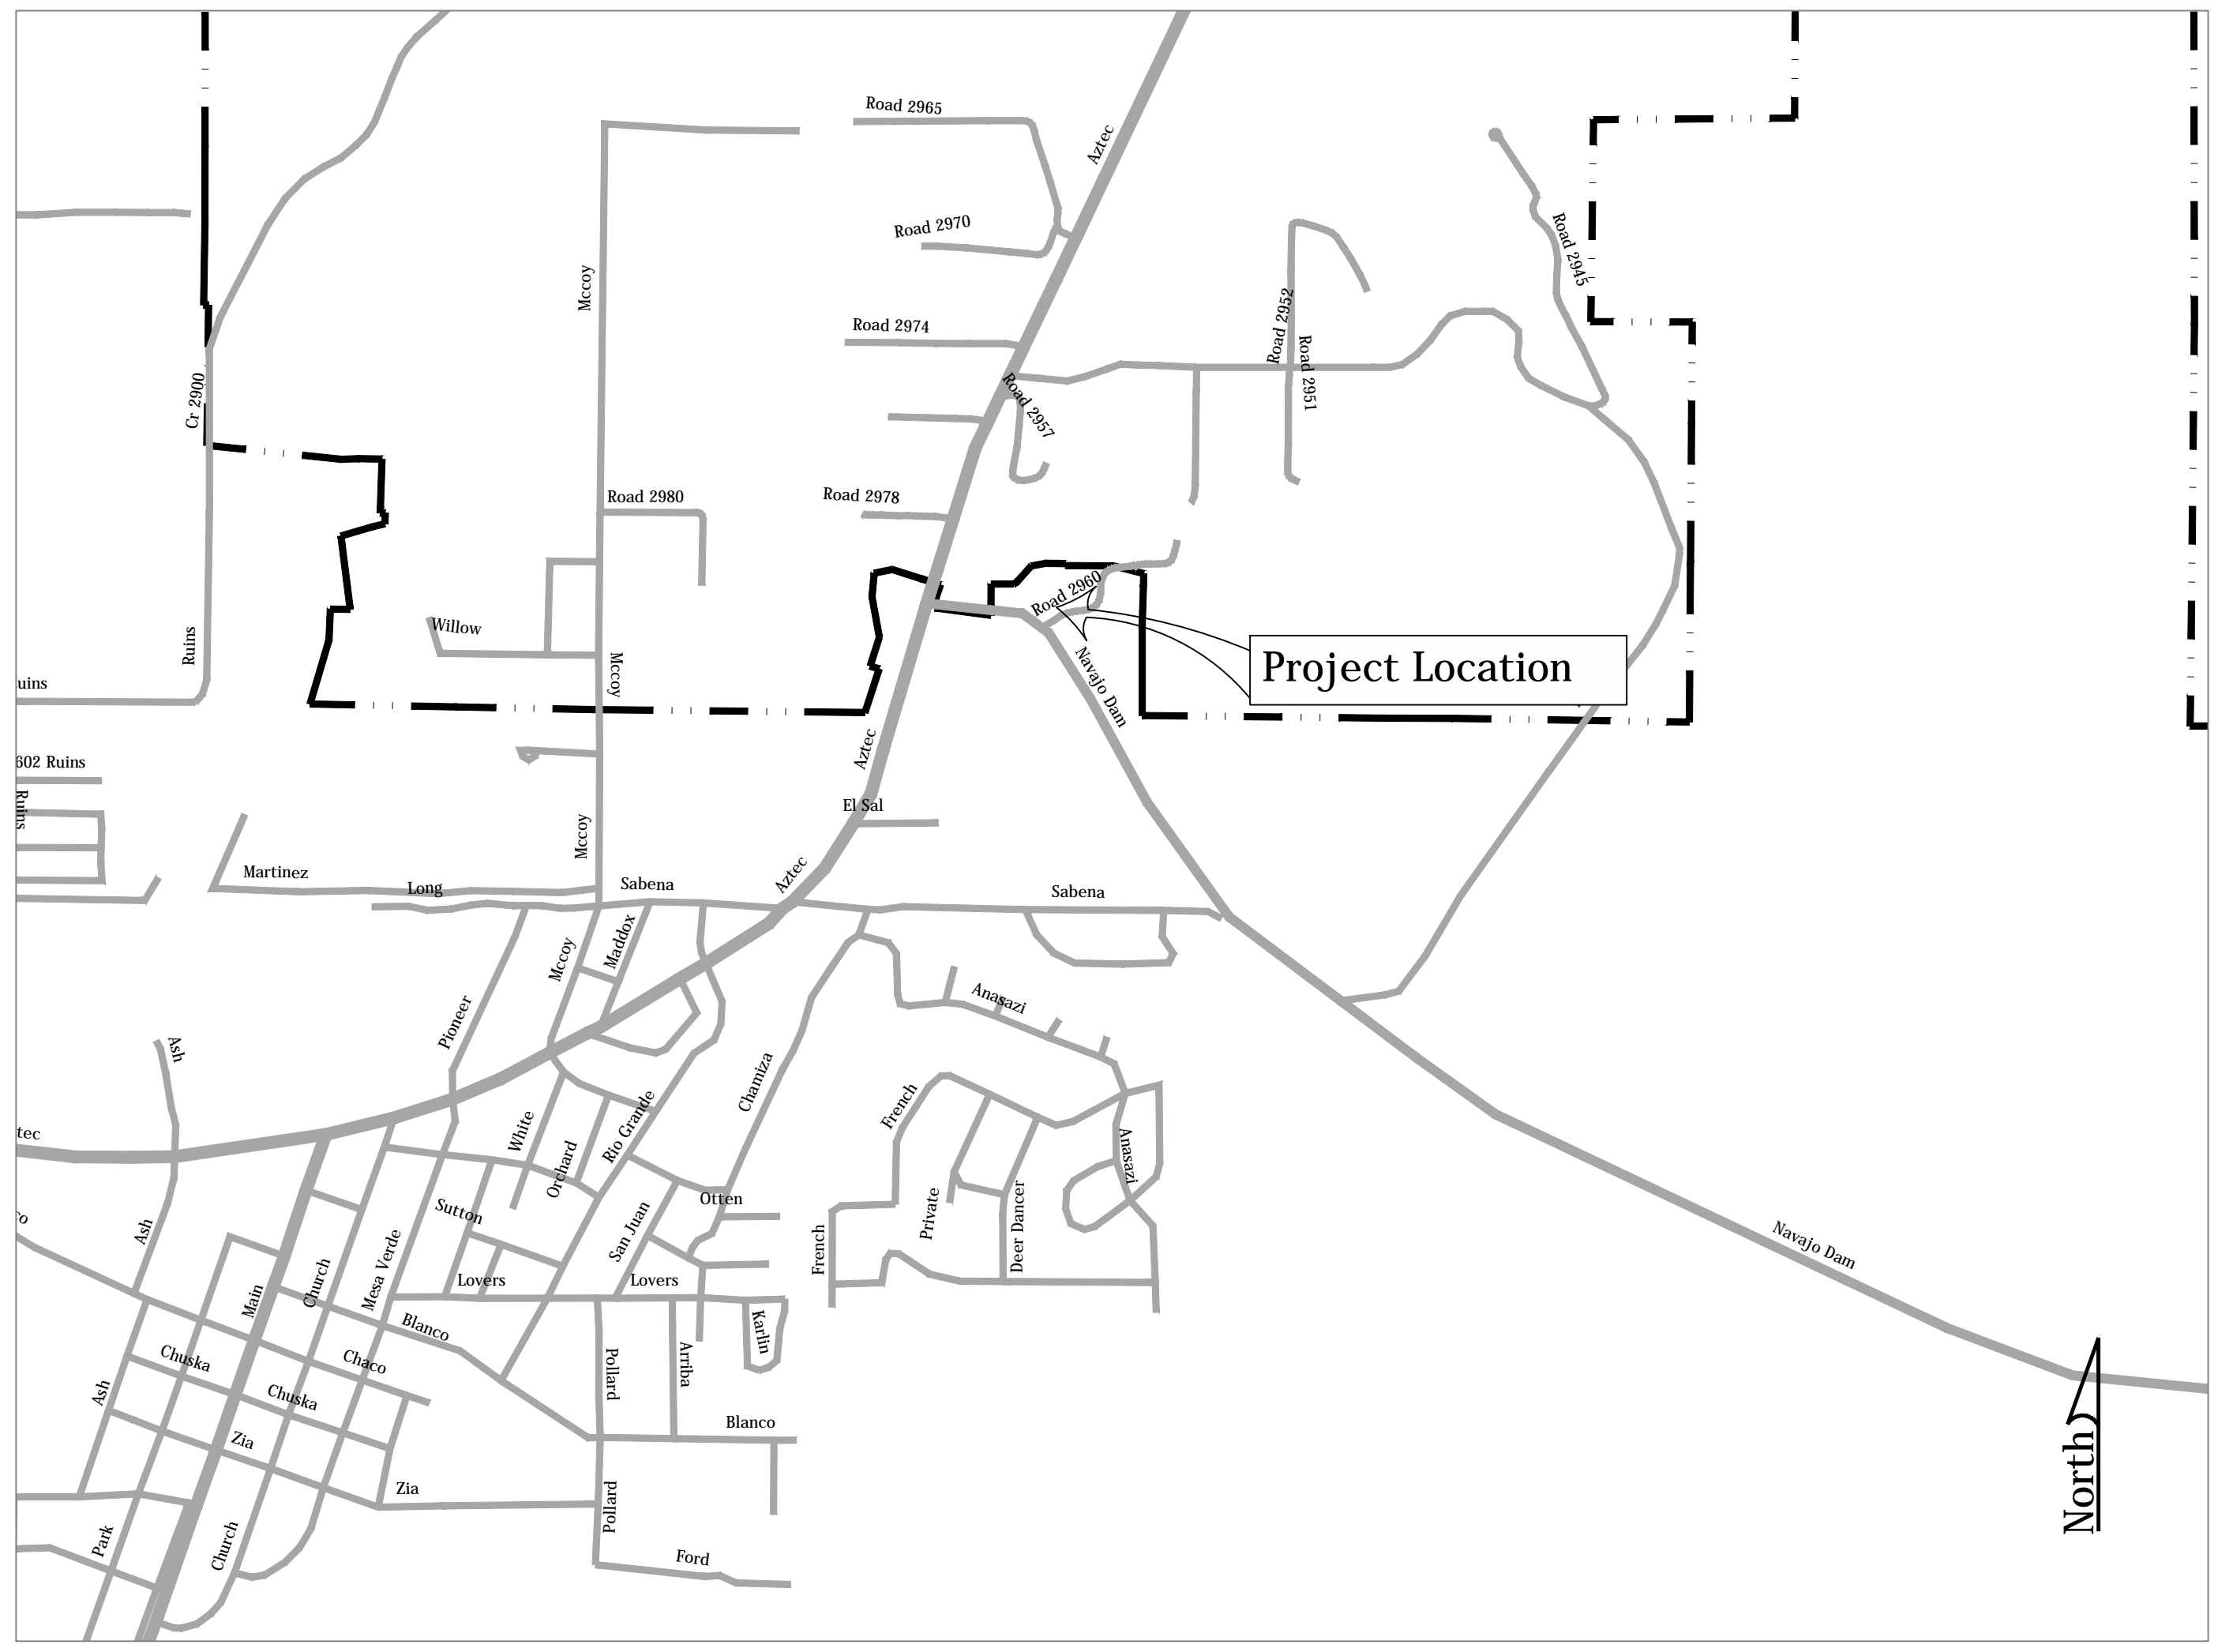 Road 2965
Aztec
Road 2970
Road 2945
Mccoy
Road 2952
Road 2974
Road 2951
Cr 2900
Road 2957
Road 2980
Road 2978
Road 2960
Willow
Ruins
Mccoy
Project Location
Navajo Dam
uins
Aztec
602 Ruins
Ruins
El Sal
Mccoy
Martinez
Long
Sabena
Aztec
Sabena
Maddox
Mccoy
Pioneer
Anasazi
Ash
Chamiza
French
White
Rio Grande
tec
Orchard
Anasazi
Otten
Sutton
San Juan
Private
Deer Dancer
co
Ash
French
Navajo Dam
Mesa Verde
Church
Lovers
Lovers
Main
Blanco
Karlin
Chuska
Chaco
Pollard
Arriba
Ash
Chuska
Blanco
Zia
Zia
Pollard
North
Park
Church
Ford